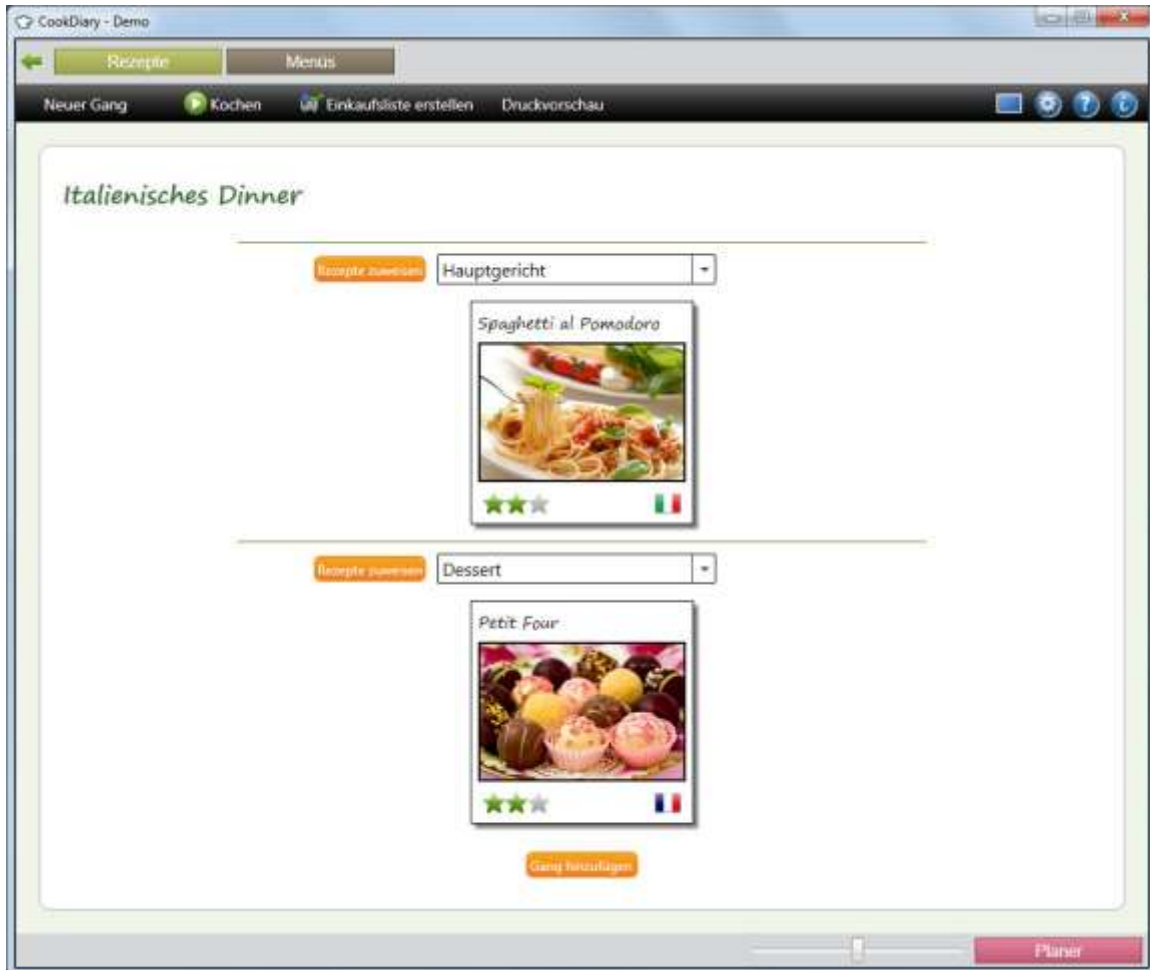 CookDiary - Demo
Rezepte Menüs
Neuer Gang Kochen Einkaufsliste erstellen Druckvorschau
Italienisches Dinner
Rezepte zuweisen Hauptgericht
Spaghetti al Pomodoro
Rezepte zuweisen Dessert
Petit Four
Gang hinzufügen
Planer